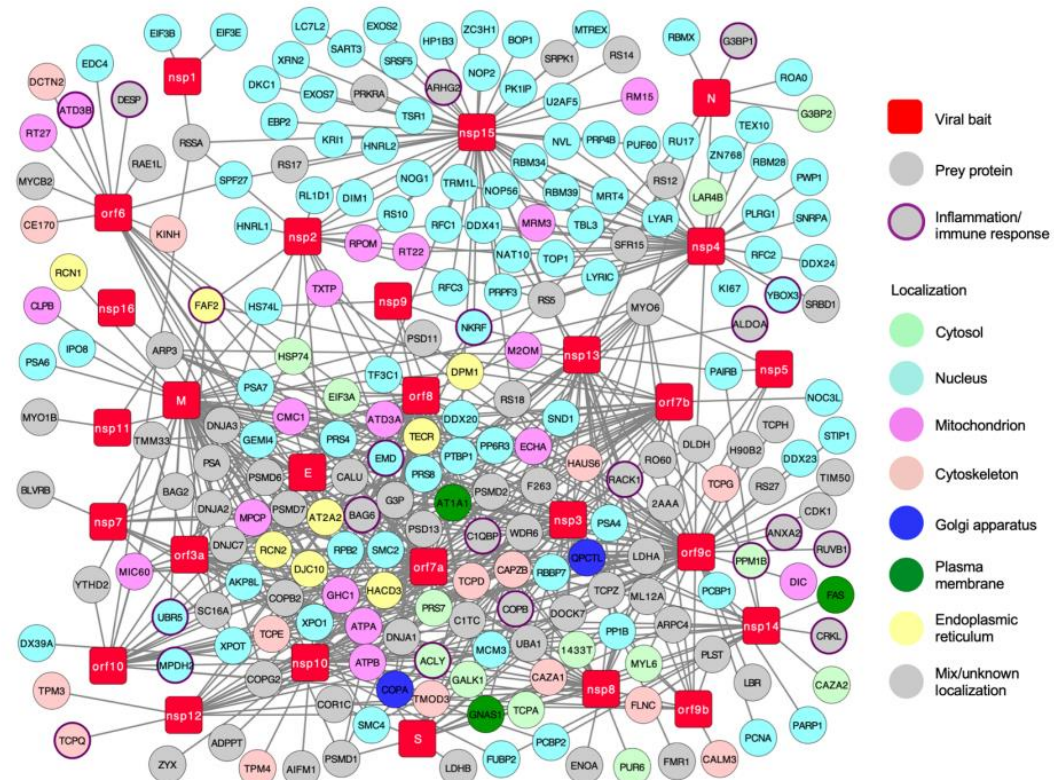 LC7L2
EXOS2
ZC3H1
EIF3B
EIF3E
XRN2
SART3
HP1B3
BOP1
MTREX
RBMX
G3BP1
SRSF5
SRPK1
RS14
EDC4
nsp1
DKC1
EXOS7
PRKRA
ARHG2
NOP2
PK1IP
DCTN2
ATD3B
DESP
RM15
N
ROA0
EBP2
TSR1
U2AF5
G3BP2
RT27
KRI1
HNRL2
nsp15
NVL
PRP4B
PUF60
RU17
TEX10
RSSA
RAE1L
RS17
RBM34
ZN768
RBM28
MYCB2
SPF27
RL1D1
DIM1
NOG1
TRM1L
NOP56
RBM39
MRT4
RS12
LAR4B
PWP1
orf6
RS10
RFC1
DDX41
MRM3
TBL3
LYAR
PLRG1
SNRPA
CE170
KINH
HNRL1
nsp2
RPOM
RT22
NAT10
TOP1
SFR15
nsp4
RFC2
DDX24
RCN1
FAF2
HS74L
TXTP
nsp9
RFC3
PRPF3
LYRIC
RS5
KI67
YBOX3
SRBD1
CLPB
nsp16
NKRF
MYO6
ALDOA
PSA6
IPO8
ARP3
HSP74
PSD11
M2OM
nsp13
nsp5
PSA7
TF3C1
DPM1
PAIRB
M
EIF3A
orf8
RS18
orf7b
NOC3L
MYO1B
nsp11
TMM33
DNJA3
CMC1
ATD3A
DDX20
SND1
TCPH
STIP1
GEMI4
PRS4
TECR
PTBP1
PP6R3
ECHA
DLDH
H90B2
DDX23
PSA
E
EMD
PRS8
HAUS6
RO60
TIM50
BLVRB
BAG2
PSMD6
CALU
RACK1
TCPG
RS27
DNJA2
MPCP
PSMD7
G3P
AT1A1
PSMD2
F263
2AAA
CDK1
nsp7
AT2A2
BAG6
PSD13
WDR6
nsp3
PSA4
ANXA2
RUVB1
DNJC7
RCN2
RPB2
SMC2
C1QBP
orf9c
orf3a
DJC10
orf7a
QPCTL
LDHA
PPM1B
MIC60
AKP8L
HACD3
TCPD
CAPZB
RBBP7
DIC
YTHD2
SC16A
COPB2
GHC1
PRS7
COPB
TCPZ
ML12A
PCBP1
FAS
UBR5
XPO1
ATPA
DNJA1
C1TC
DOCK7
ARPC4
nsp14
DX39A
XPOT
TCPE
UBA1
PP1B
CRKL
orf10
MPDH2
nsp10
ATPB
ACLY
MCM3
1433T
PLST
COPG2
COPA
GALK1
CAZA1
MYL6
TPM3
TMOD3
nsp8
LBR
CAZA2
nsp12
COR1C
GNAS1
TCPA
FLNC
orf9b
SMC4
S
PARP1
TCPQ
ADPPT
PCBP2
PCNA
ZYX
TPM4
AIFM1
PSMD1
LDHB
FUBP2
ENOA
PUR6
FMR1
CALM3
Viral bait
Prey protein
Inflammation/
immune response
Localization
Cytosol
Nucleus
Mitochondrion
Cytoskeleton
Golgi apparatus
Plasma
membrane
Endoplasmic
reticulum
Mix/unknown
localization